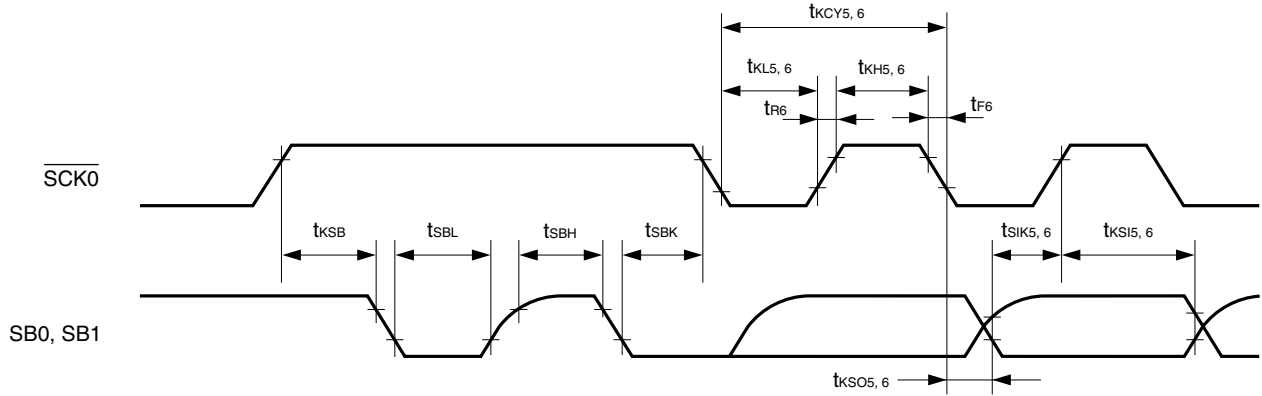 tKCY5, 6
tKL5, 6
tKH5, 6
tR6
tF6
SCK0
tKSB
tSBL
tSBH
tSBK
tSIK5, 6
tKSI5, 6
SB0, SB1
tKSO5, 6